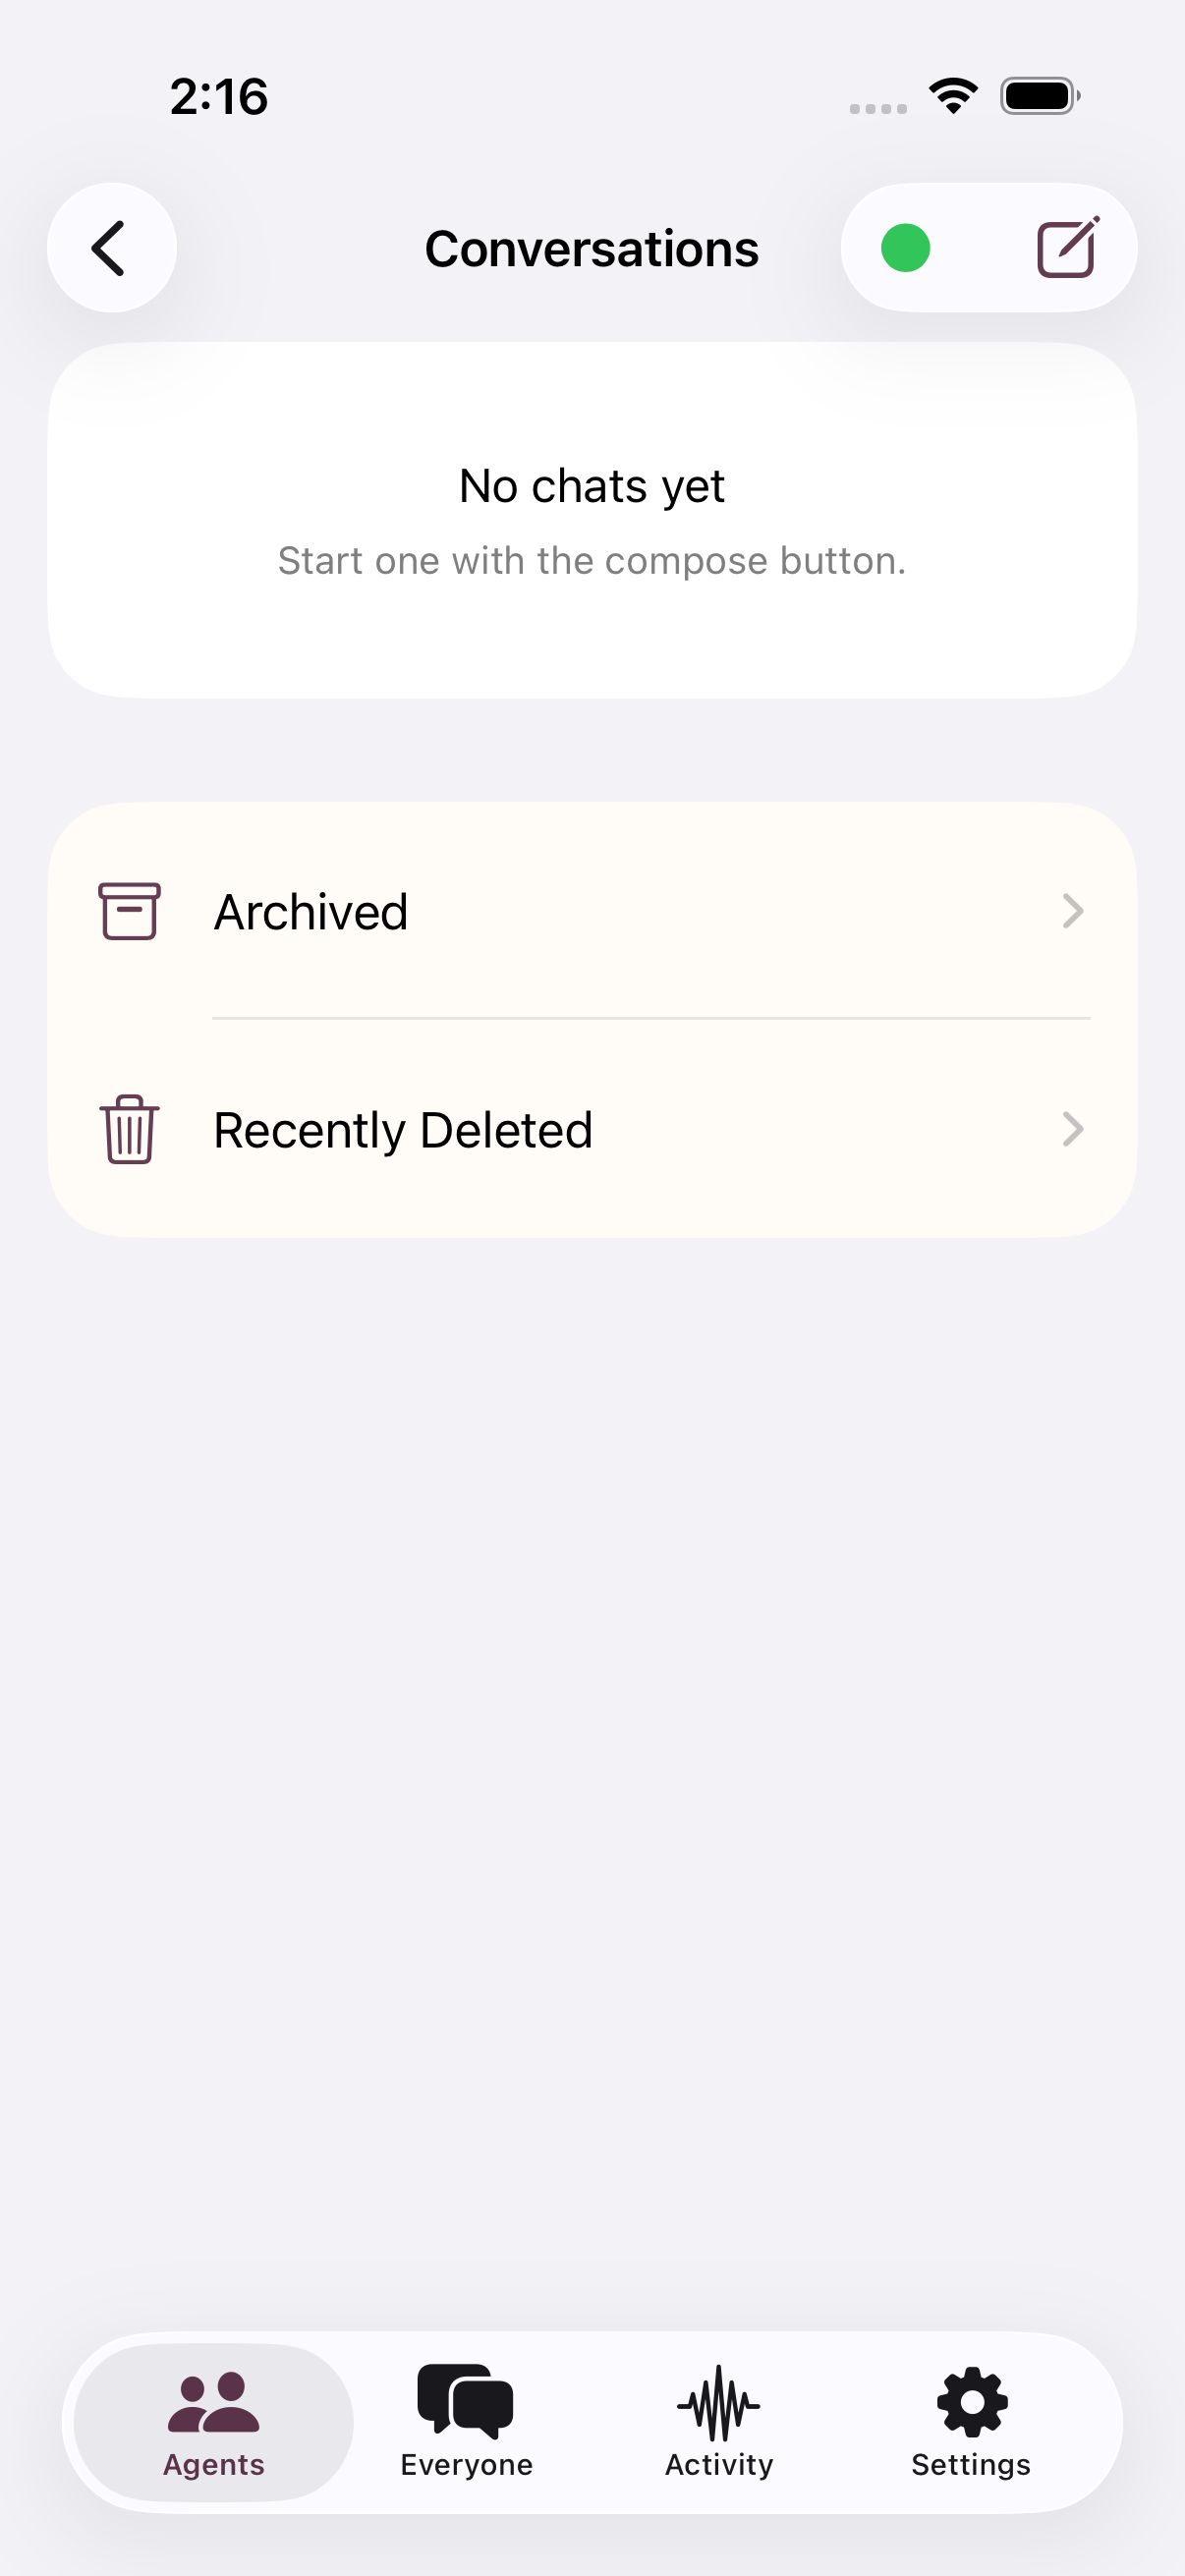 2:16
Conversations
No chats yet
Start one with the compose button.
Archived
Recently Deleted
Agents
Everyone
Activity
Settings